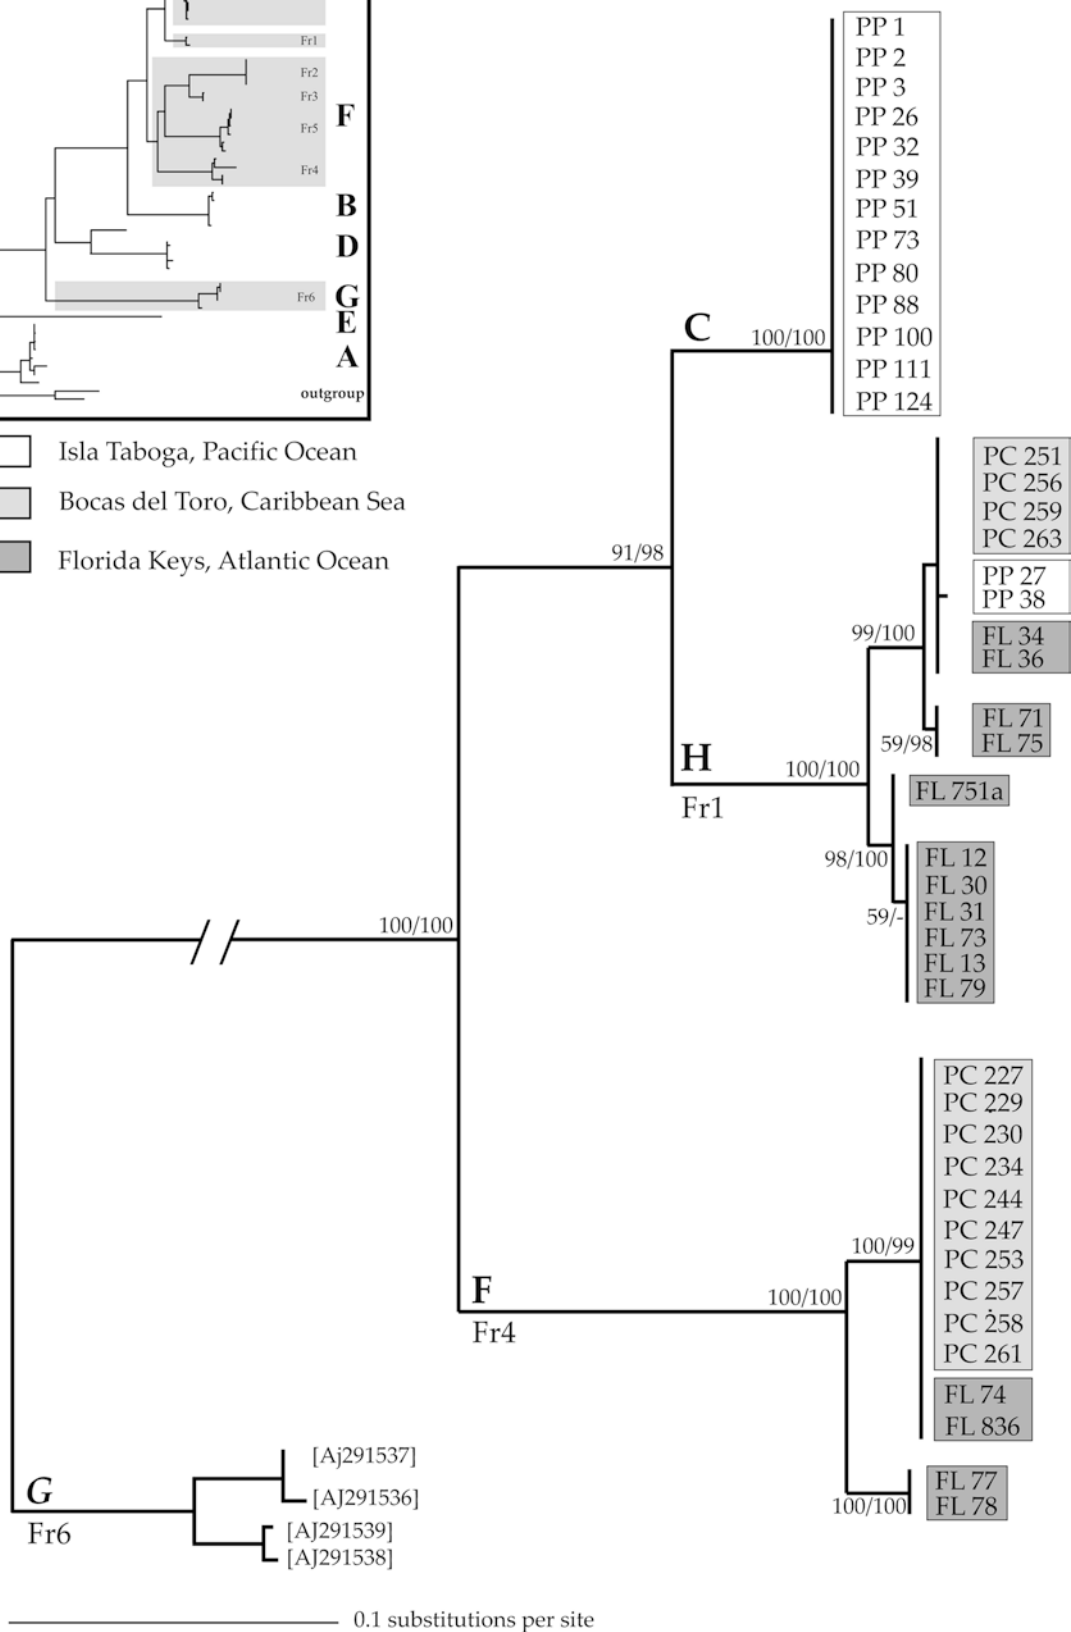 Fr1
Fr2
Fr3
F
Fr5
Fr4
B
D
Fr6
G
E
A
outgroup
Isla Taboga, Pacific Ocean
Bocas del Toro, Caribbean Sea
Florida Keys, Atlantic Ocean
PP 1
PP 2
PP 3
PP 26
PP 32
PP 39
PP 51
PP 73
PP 80
PP 88
PP 100
PP 111
PP 124
C
100/100
PC 251
PC 256
PC 259
PC 263
PP 27
PP 38
FL 34
FL 36
FL 71
FL 75
91/98
99/100
59/98
H
100/100
Fr1
FL 751a
98/100
FL 12
FL 30
FL 31
FL 73
FL 13
FL 79
59/-
100/100
PC 227
PC 229
PC 230
PC 234
PC 244
PC 247
PC 253
PC 257
PC 258
PC 261
FL 74
FL 836
100/99
F
100/100
Fr4
FL 77
FL 78
100/100
G
Fr6
[Aj291537]
[AJ291536]
[AJ291539]
[AJ291538]
0.1 substitutions per site